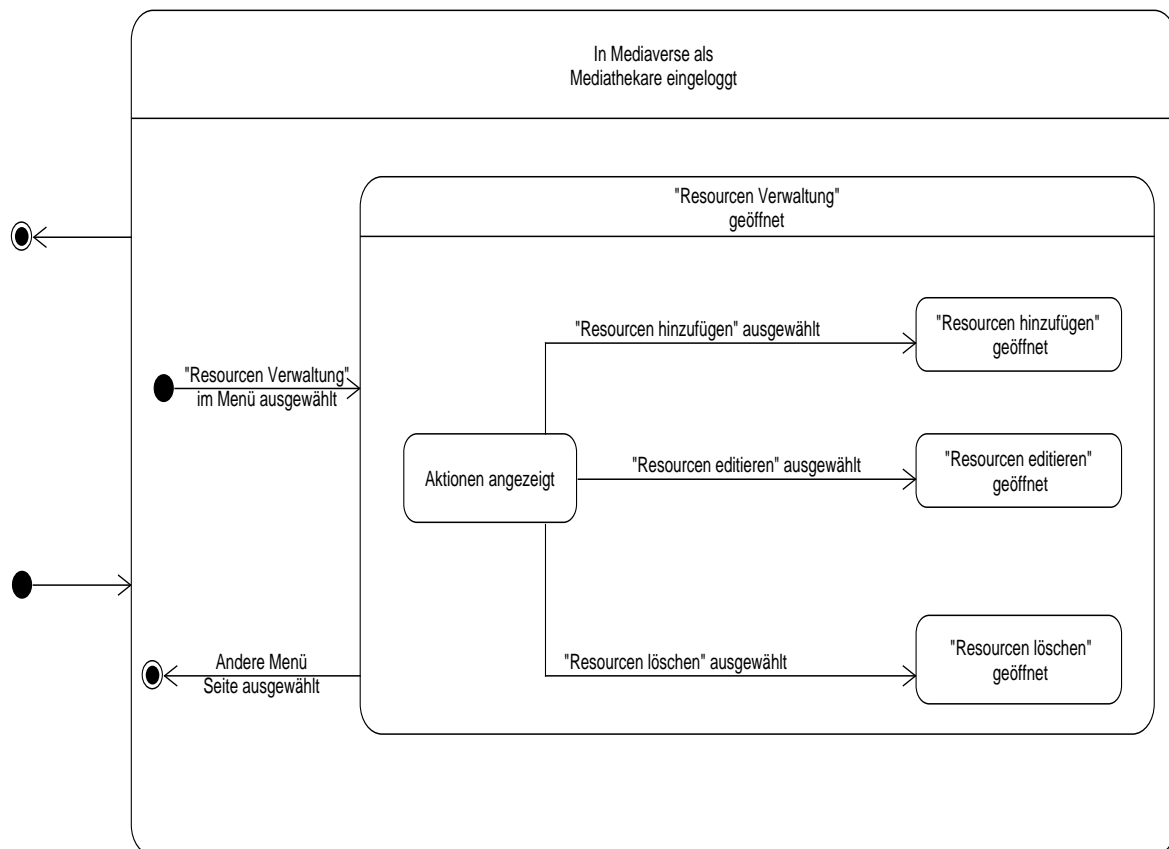 In Mediaverse als
Mediathekare eingeloggt
"Resourcen Verwaltung"
geöffnet
"Resourcen hinzufügen" ausgewählt
"Resourcen hinzufügen"
geöffnet
"Resourcen Verwaltung"
im Menü ausgewählt
Aktionen angezeigt
"Resourcen editieren" ausgewählt
"Resourcen editieren"
geöffnet
Andere Menü
Seite ausgewählt
"Resourcen löschen" ausgewählt
"Resourcen löschen"
geöffnet